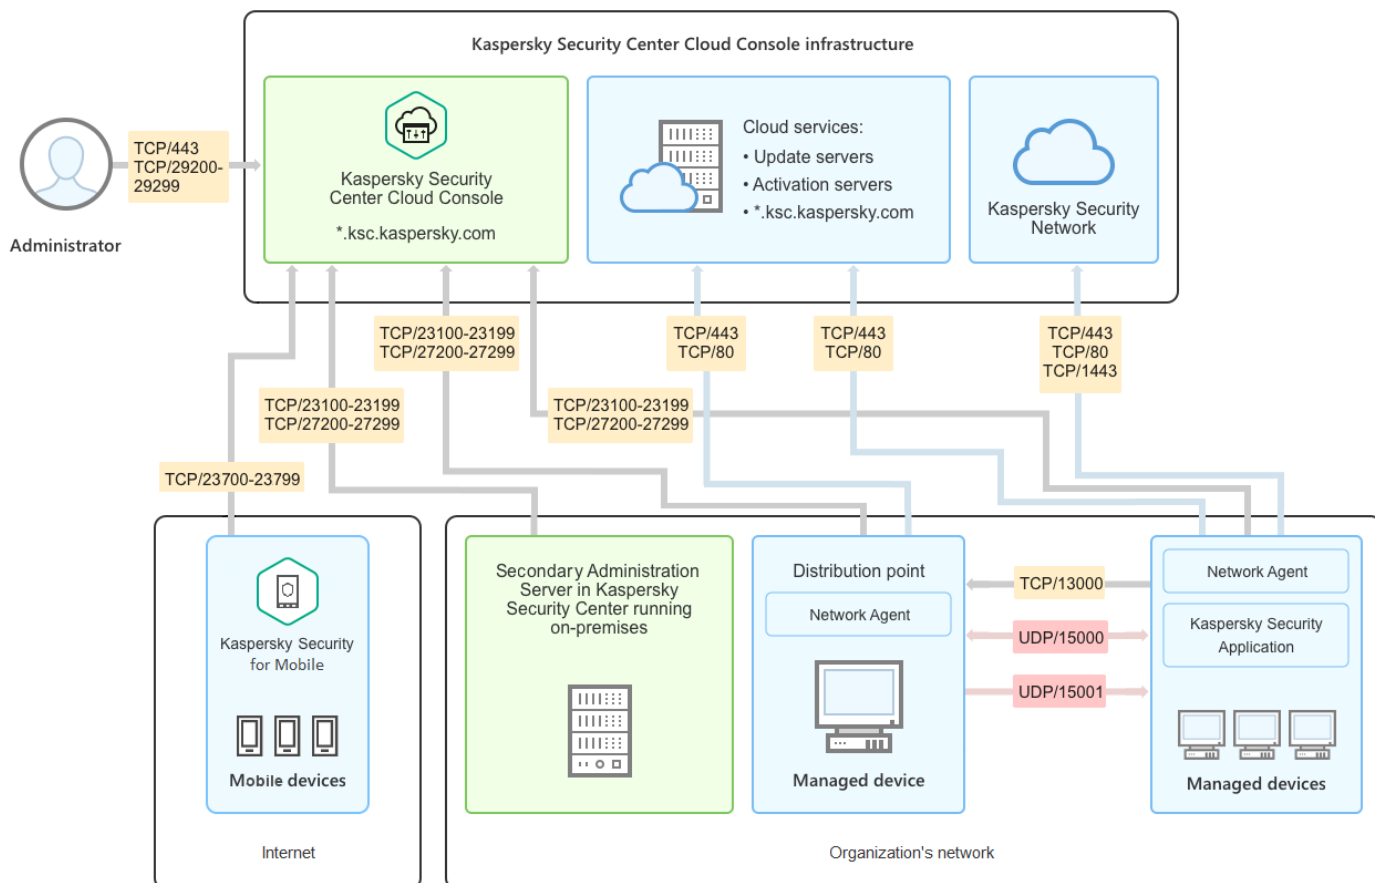 Kaspersky Security Center Cloud Console infrastructure
Kaspersky Security
Center Cloud Console
*.ksc.kaspersky.com
Cloud services:
• Update servers
• Activation servers
• *.ksc.kaspersky.com
Kaspersky Security
Network
TCP/443
TCP/29200-
29299
Administrator
TCP/23100-23199
TCP/27200-27299
TCP/443
TCP/80
TCP/443
TCP/80
TCP/443
TCP/80
TCP/1443
TCP/23100-23199
TCP/27200-27299
TCP/23100-23199
TCP/27200-27299
TCP/23700-23799
Kaspersky Security
for Mobile
Mobile devices
Internet
Secondary Administration
Server in Kaspersky
Security Center running
on-premises
Distribution point
Network Agent
Managed device
TCP/13000
UDP/15000
UDP/15001
Network Agent
Kaspersky Security
Application
Managed devices
Organization's network